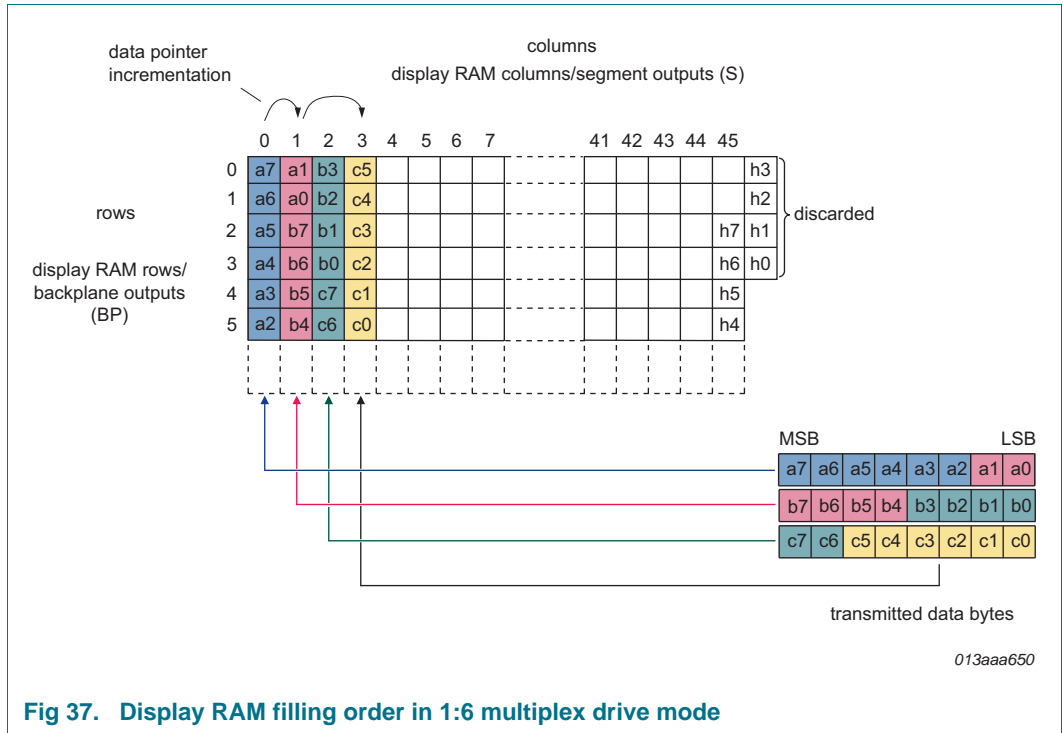 columns
data pointer
incrementation
display RAM columns/segment outputs (S)
0 1 2 3 4 5 6 7 41 42 43 44 45
0 a7 a1 b3 c5 h3
1 a6 a0 b2 c4 h2
rows
discarded
2 a5 b7 b1 c3 h7 h1
3 a4 b6 b0 c2 h6 h0
display RAM rows/
backplane outputs
(BP)
4 a3 b5 c7 c1 h5
5 a2 b4 c6 c0 h4
MSB LSB
a7 a6 a5 a4 a3 a2 a1 a0
b7 b6 b5 b4 b3 b2 b1 b0
c7 c6 c5 c4 c3 c2 c1 c0
transmitted data bytes
013aaa650
Fig 37. Display RAM filling order in 1:6 multiplex drive mode